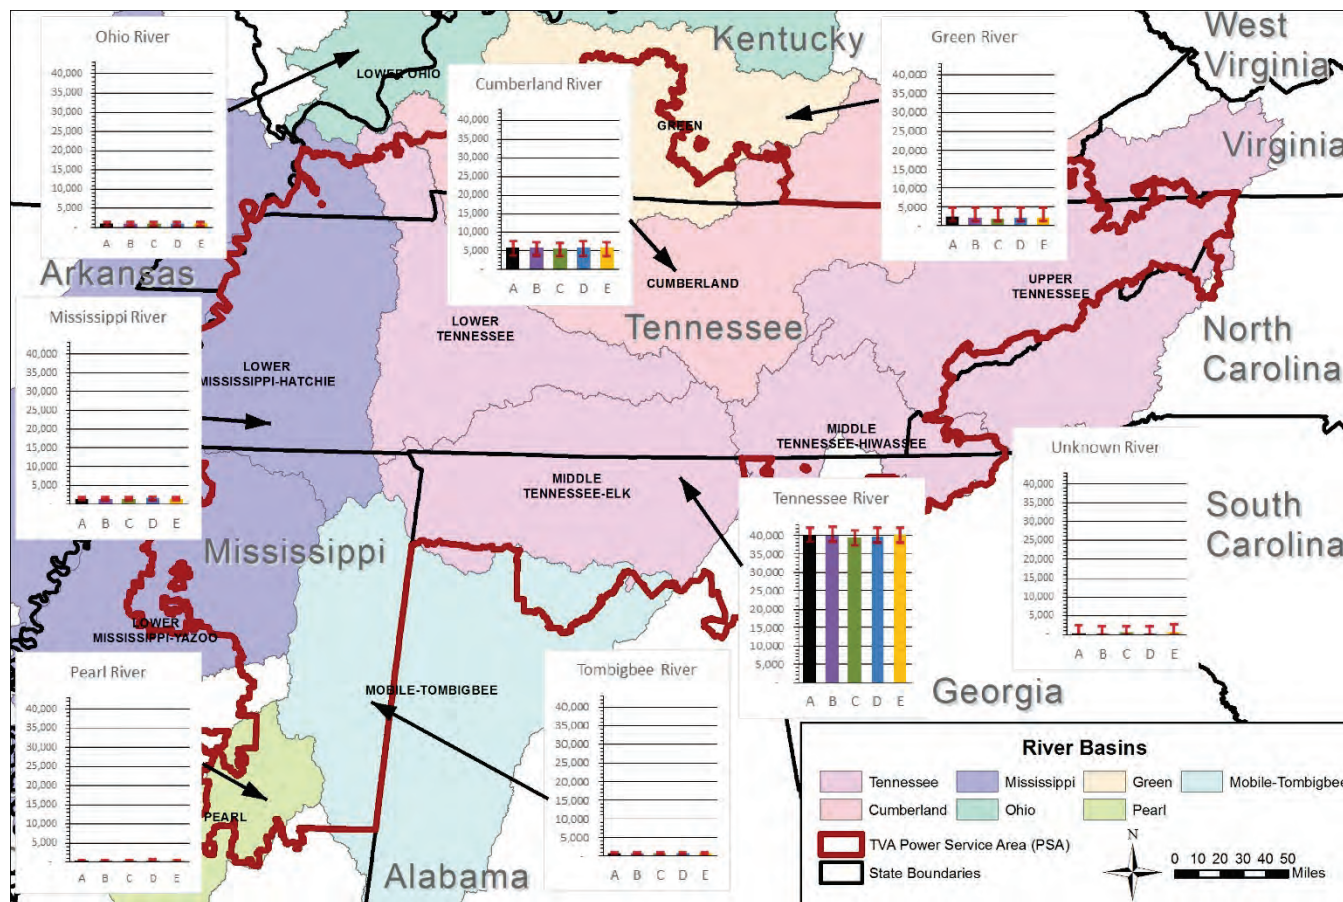 Ohio River
40,000
35,000
30,000
25,000
20,000
15,000
10,000
5,000
-
A B C D E
LOWER OHIO
Kentucky
Cumberland River
40,000
35,000
30,000
25,000
20,000
15,000
10,000
5,000
-
A B C D E
GREEN
Green River
40,000
35,000
30,000
25,000
20,000
15,000
10,000
5,000
-
A B C D E
West
Virginia
Virginia
Arkansas
Mississippi River
40,000
35,000
30,000
25,000
20,000
15,000
10,000
5,000
-
A B C D E
LOWER
MISSISSIPPI-HATCHIE
LOWER
TENNESSEE
CUMBERLAND
Tennessee
UPPER
TENNESSEE
North
Carolina
MIDDLE
TENNESSEE-HIWASSEE
MIDDLE
TENNESSEE-ELK
Tennessee River
40,000
35,000
30,000
25,000
20,000
15,000
10,000
5,000
-
A B C D E
Unknown River
40,000
35,000
30,000
25,000
20,000
15,000
10,000
5,000
-
A B C D E
South
Carolina
Mississippi
LOWER
MISSISSIPPI-YAZOO
Pearl River
40,000
35,000
30,000
25,000
20,000
15,000
10,000
5,000
-
A B C D E
PEARL
MOBILE-TOMBIGBEE
Tombigbee River
40,000
35,000
30,000
25,000
20,000
15,000
10,000
5,000
-
A B C D E
Alabama
Georgia
River Basins
Tennessee Mississippi Green Mobile-Tombigbee
Cumberland Ohio Pearl
TVA Power Service Area (PSA)
State Boundaries
N
0 10 20 30 40 50
Miles